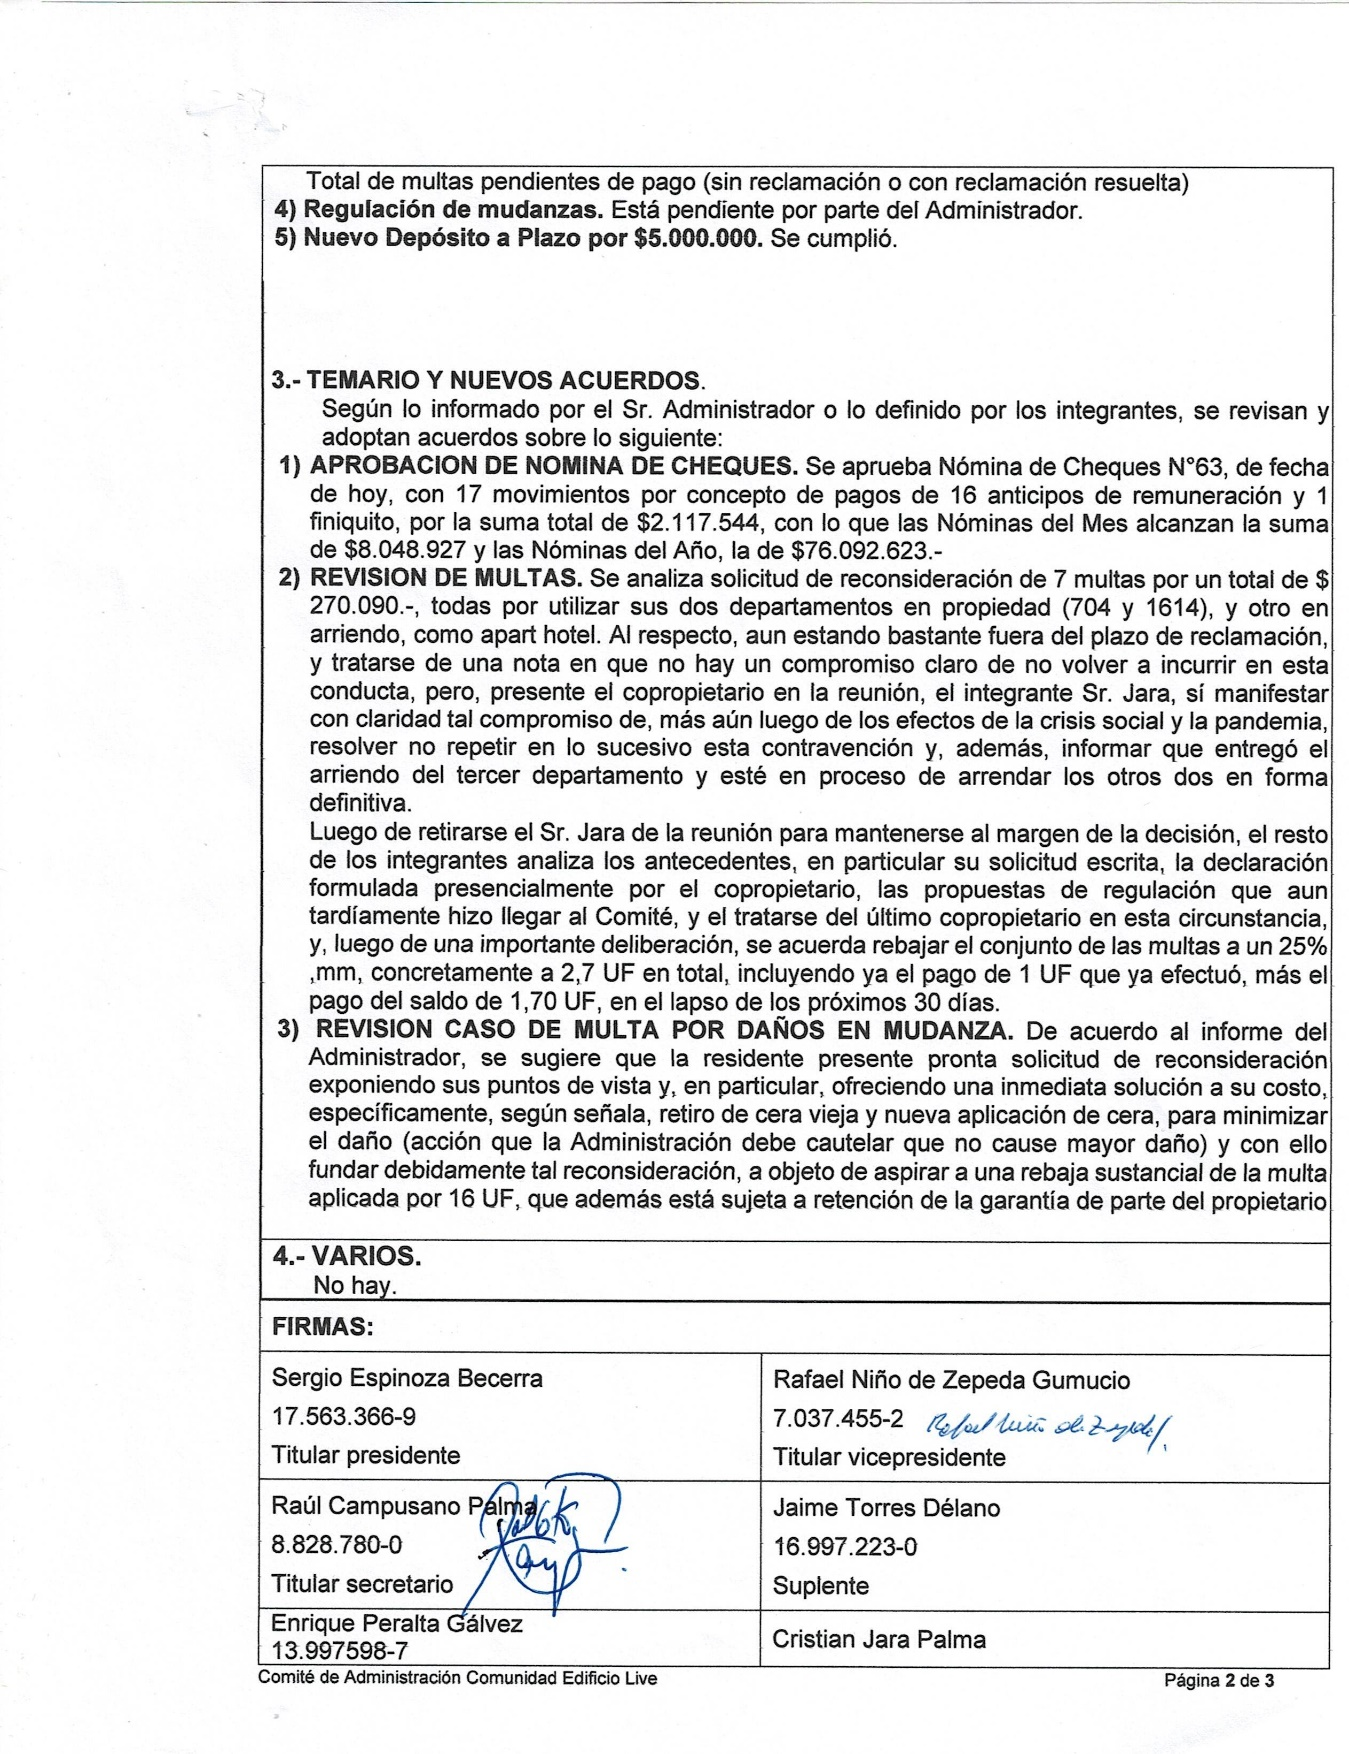 Total de multas pendientes de pago (sin reclamación o con reclamación resuelta)
4) Regulación de mudanzas. Está pendiente por parte del Administrador.
5) Nuevo Depósito a Plazo por $5.000.000. Se cumplió.
3.- TEMARIO Y NUEVOS ACUERDOS.
Según lo informado por el Sr. Administrador o lo definido por los integrantes, se revisan y
adoptan acuerdos sobre lo siguiente:
1) APROBACION DE NOMINA DE CHEQUES. Se aprueba Nómina de Cheques N°63, de fecha
de hoy, con 17 movimientos por concepto de pagos de 16 anticipos de remuneración y 1
finiquito, por la suma total de $2.117.544, con lo que las Nóminas del Mes alcanzan la suma
de $8.048.927 y las Nóminas del Año, la de $76.092.623.-
2) REVISION DE MULTAS. Se analiza solicitud de reconsideración de 7 multas por un total de $
270.090.-, todas por utilizar sus dos departamentos en propiedad (704 y 1614), y otro en
arriendo, como apart hotel. Al respecto, aun estando bastante fuera del plazo de reclamación,
y tratarse de una nota en que no hay un compromiso claro de no volver a incurrir en esta
conducta, pero, presente el copropietario en la reunión, el integrante Sr. Jara, sí manifestar
con claridad tal compromiso de, más aún luego de los efectos de la crisis social y la pandemia,
resolver no repetir en lo sucesivo esta contravención y, además, informar que entregó el
arriendo del tercer departamento y esté en proceso de arrendar los otros dos en forma
definitiva.
Luego de retirarse el Sr. Jara de la reunión para mantenerse al margen de la decisión, el resto
de los integrantes analiza los antecedentes, en particular su solicitud escrita, la declaración
formulada presencialmente por el copropietario, las propuestas de regulación que aun
tardíamente hizo llegar al Comité, y el tratarse del último copropietario en esta circunstancia,
y, luego de una importante deliberación, se acuerda rebajar el conjunto de las multas a un 25%
,mm, concretamente a 2,7 UF en total, incluyendo ya el pago de 1 UF que ya efectuó, más el
pago del saldo de 1,70 UF, en el lapso de los próximos 30 días.
3) REVISION CASO DE MULTA POR DAÑOS EN MUDANZA. De acuerdo al informe del
Administrador, se sugiere que la residente presente pronta solicitud de reconsideración
exponiendo sus puntos de vista y, en particular, ofreciendo una inmediata solución a su costo,
específicamente, según señala, retiro de cera vieja y nueva aplicación de cera, para minimizar
el daño (acción que la Administración debe cautelar que no cause mayor daño) y con ello
fundar debidamente tal reconsideración, a objeto de aspirar a una rebaja sustancial de la multa
aplicada por 16 UF, que además está sujeta a retención de la garantía de parte del propietario
4.- VARIOS.
No hay.
FIRMAS:
Sergio Espinoza Becerra
17.563.366-9
Titular presidente
Rafael Niño de Zepeda Gumucio
7.037.455-2 Rafael Niño de Zepeda
Titular vicepresidente
Raúl Campusano Palma
8.828.780-0
Titular secretario
Jaime Torres Délano
16.997.223-0
Suplente
Enrique Peralta Gálvez
13.997598-7
Cristian Jara Palma
Comité de Administración Comunidad Edificio Live
Página 2 de 3